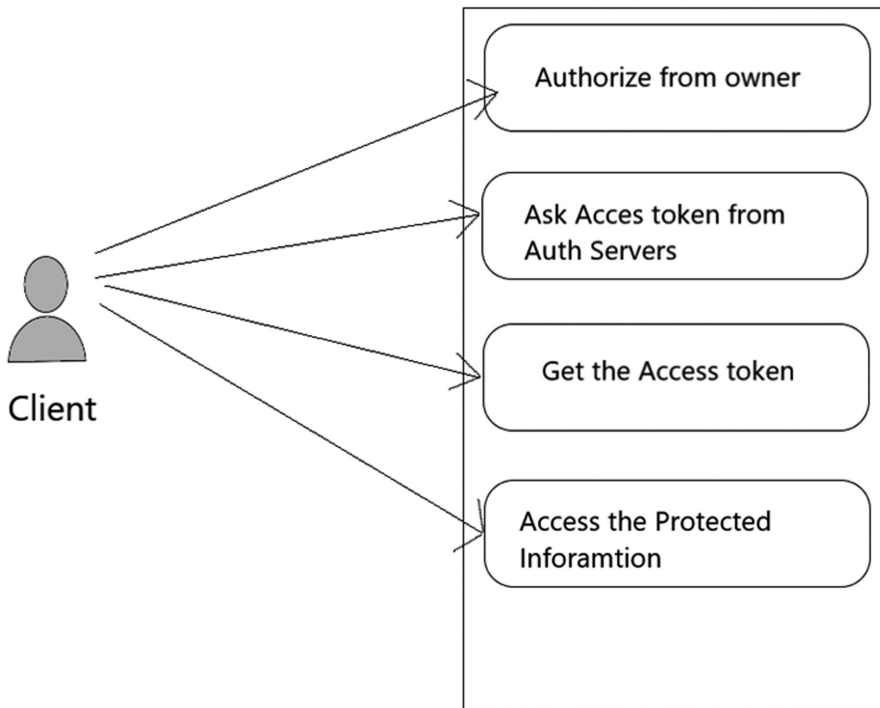 Authorize from owner
Ask Acces token from
Auth Servers
Get the Access token
Access the Protected
Inforamtion
Client